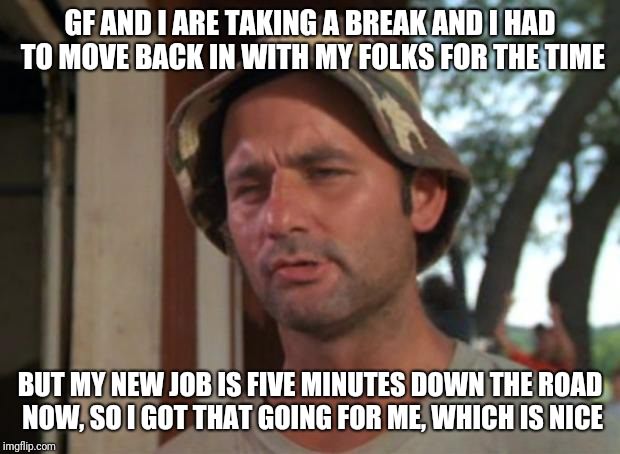 GF AND I ARE TAKING A BREAK AND I HAD
TO MOVE BACK IN WITH MY FOLKS FOR THE TIME
BUT MY NEW JOB IS FIVE MINUTES DOWN THE ROAD
NOW, SO I GOT THAT GOING FOR ME, WHICH IS NICE
imgflip.com